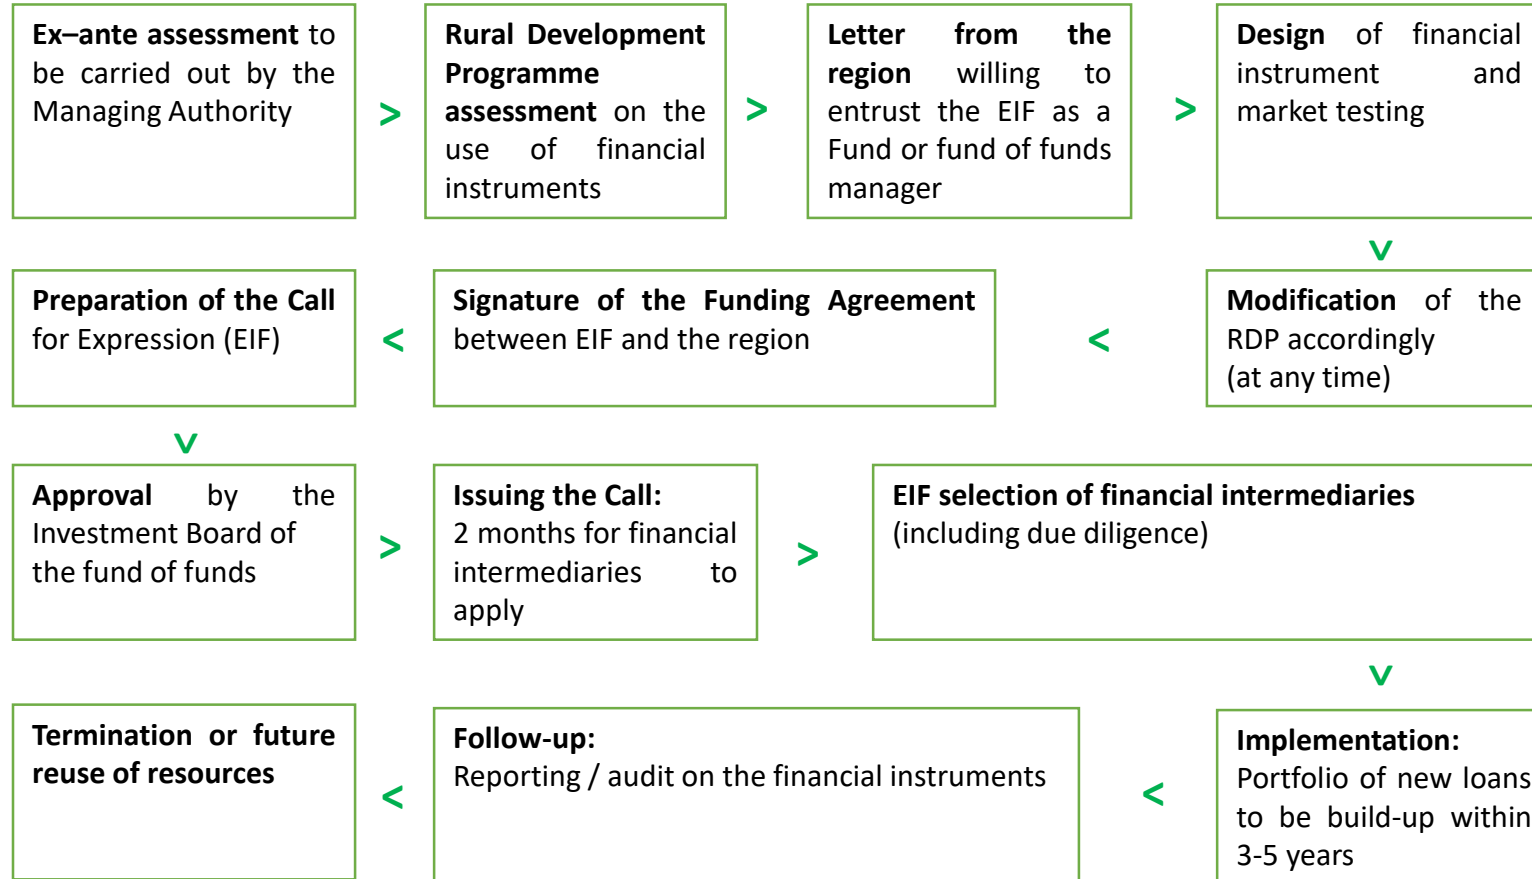 Ex–ante assessment to
be carried out by the
Managing Authority
>
Rural Development
Programme
assessment on the
use of financial
instruments
>
Letter from the
region willing to
entrust the EIF as a
Fund or fund of funds
manager
>
Design of financial
instrument and
market testing
>
Modification of the
RDP accordingly
(at any time)
<
Signature of the Funding Agreement
between EIF and the region
<
Preparation of the Call
for Expression (EIF)
>
Approval by the
Investment Board of
the fund of funds
>
Issuing the Call:
2 months for financial
intermediaries to
apply
>
EIF selection of financial intermediaries
(including due diligence)
>
Implementation:
Portfolio of new loans
to be build-up within
3-5 years
<
Follow-up:
Reporting / audit on the financial instruments
<
Termination or future
reuse of resources